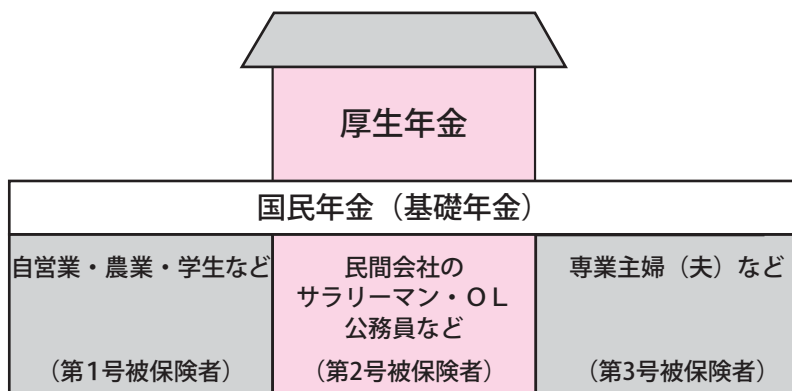 厚生年金
国民年金（基礎年金）
自営業・農業・学生など
（第1号被保険者）
民間会社の
サラリーマン・ＯＬ
公務員など
（第2号被保険者）
専業主婦（夫）など
（第3号被保険者）